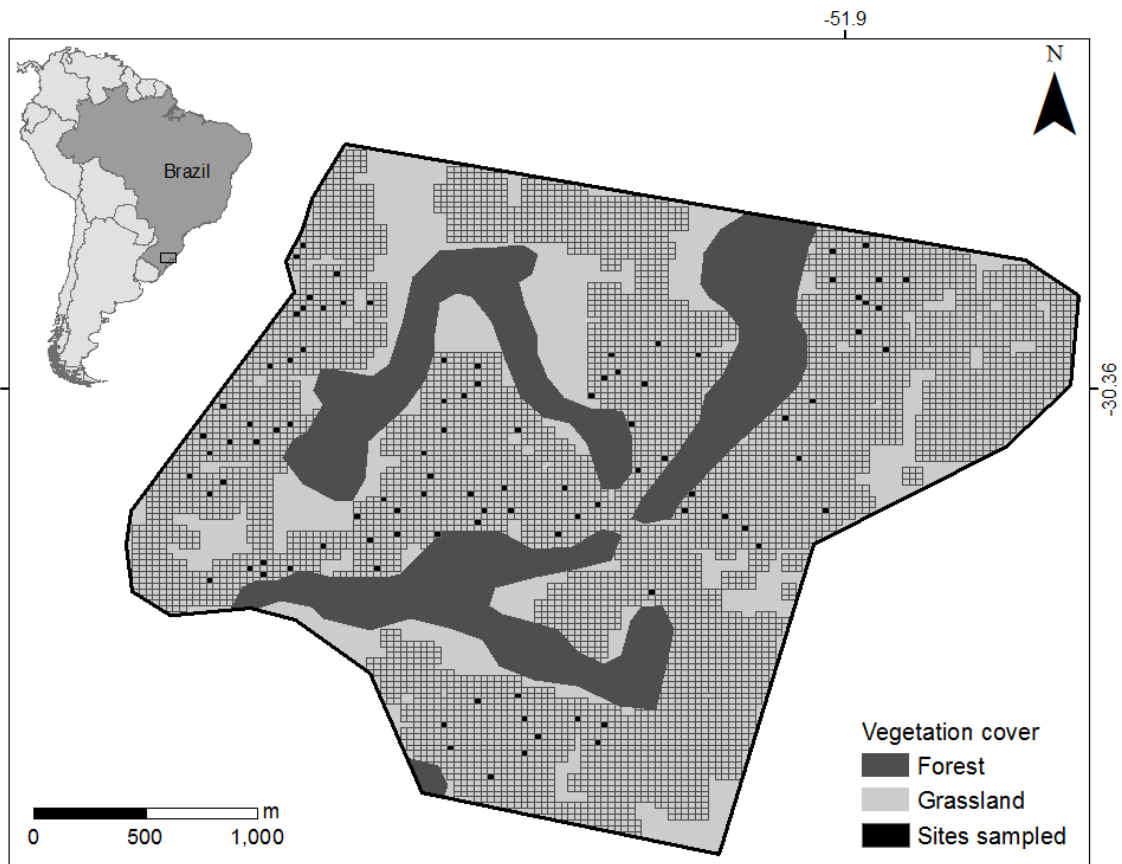 -51.9
N
Brazil
-30.36
Vegetation cover
Forest
Grassland
Sites sampled
m
0 500 1,000